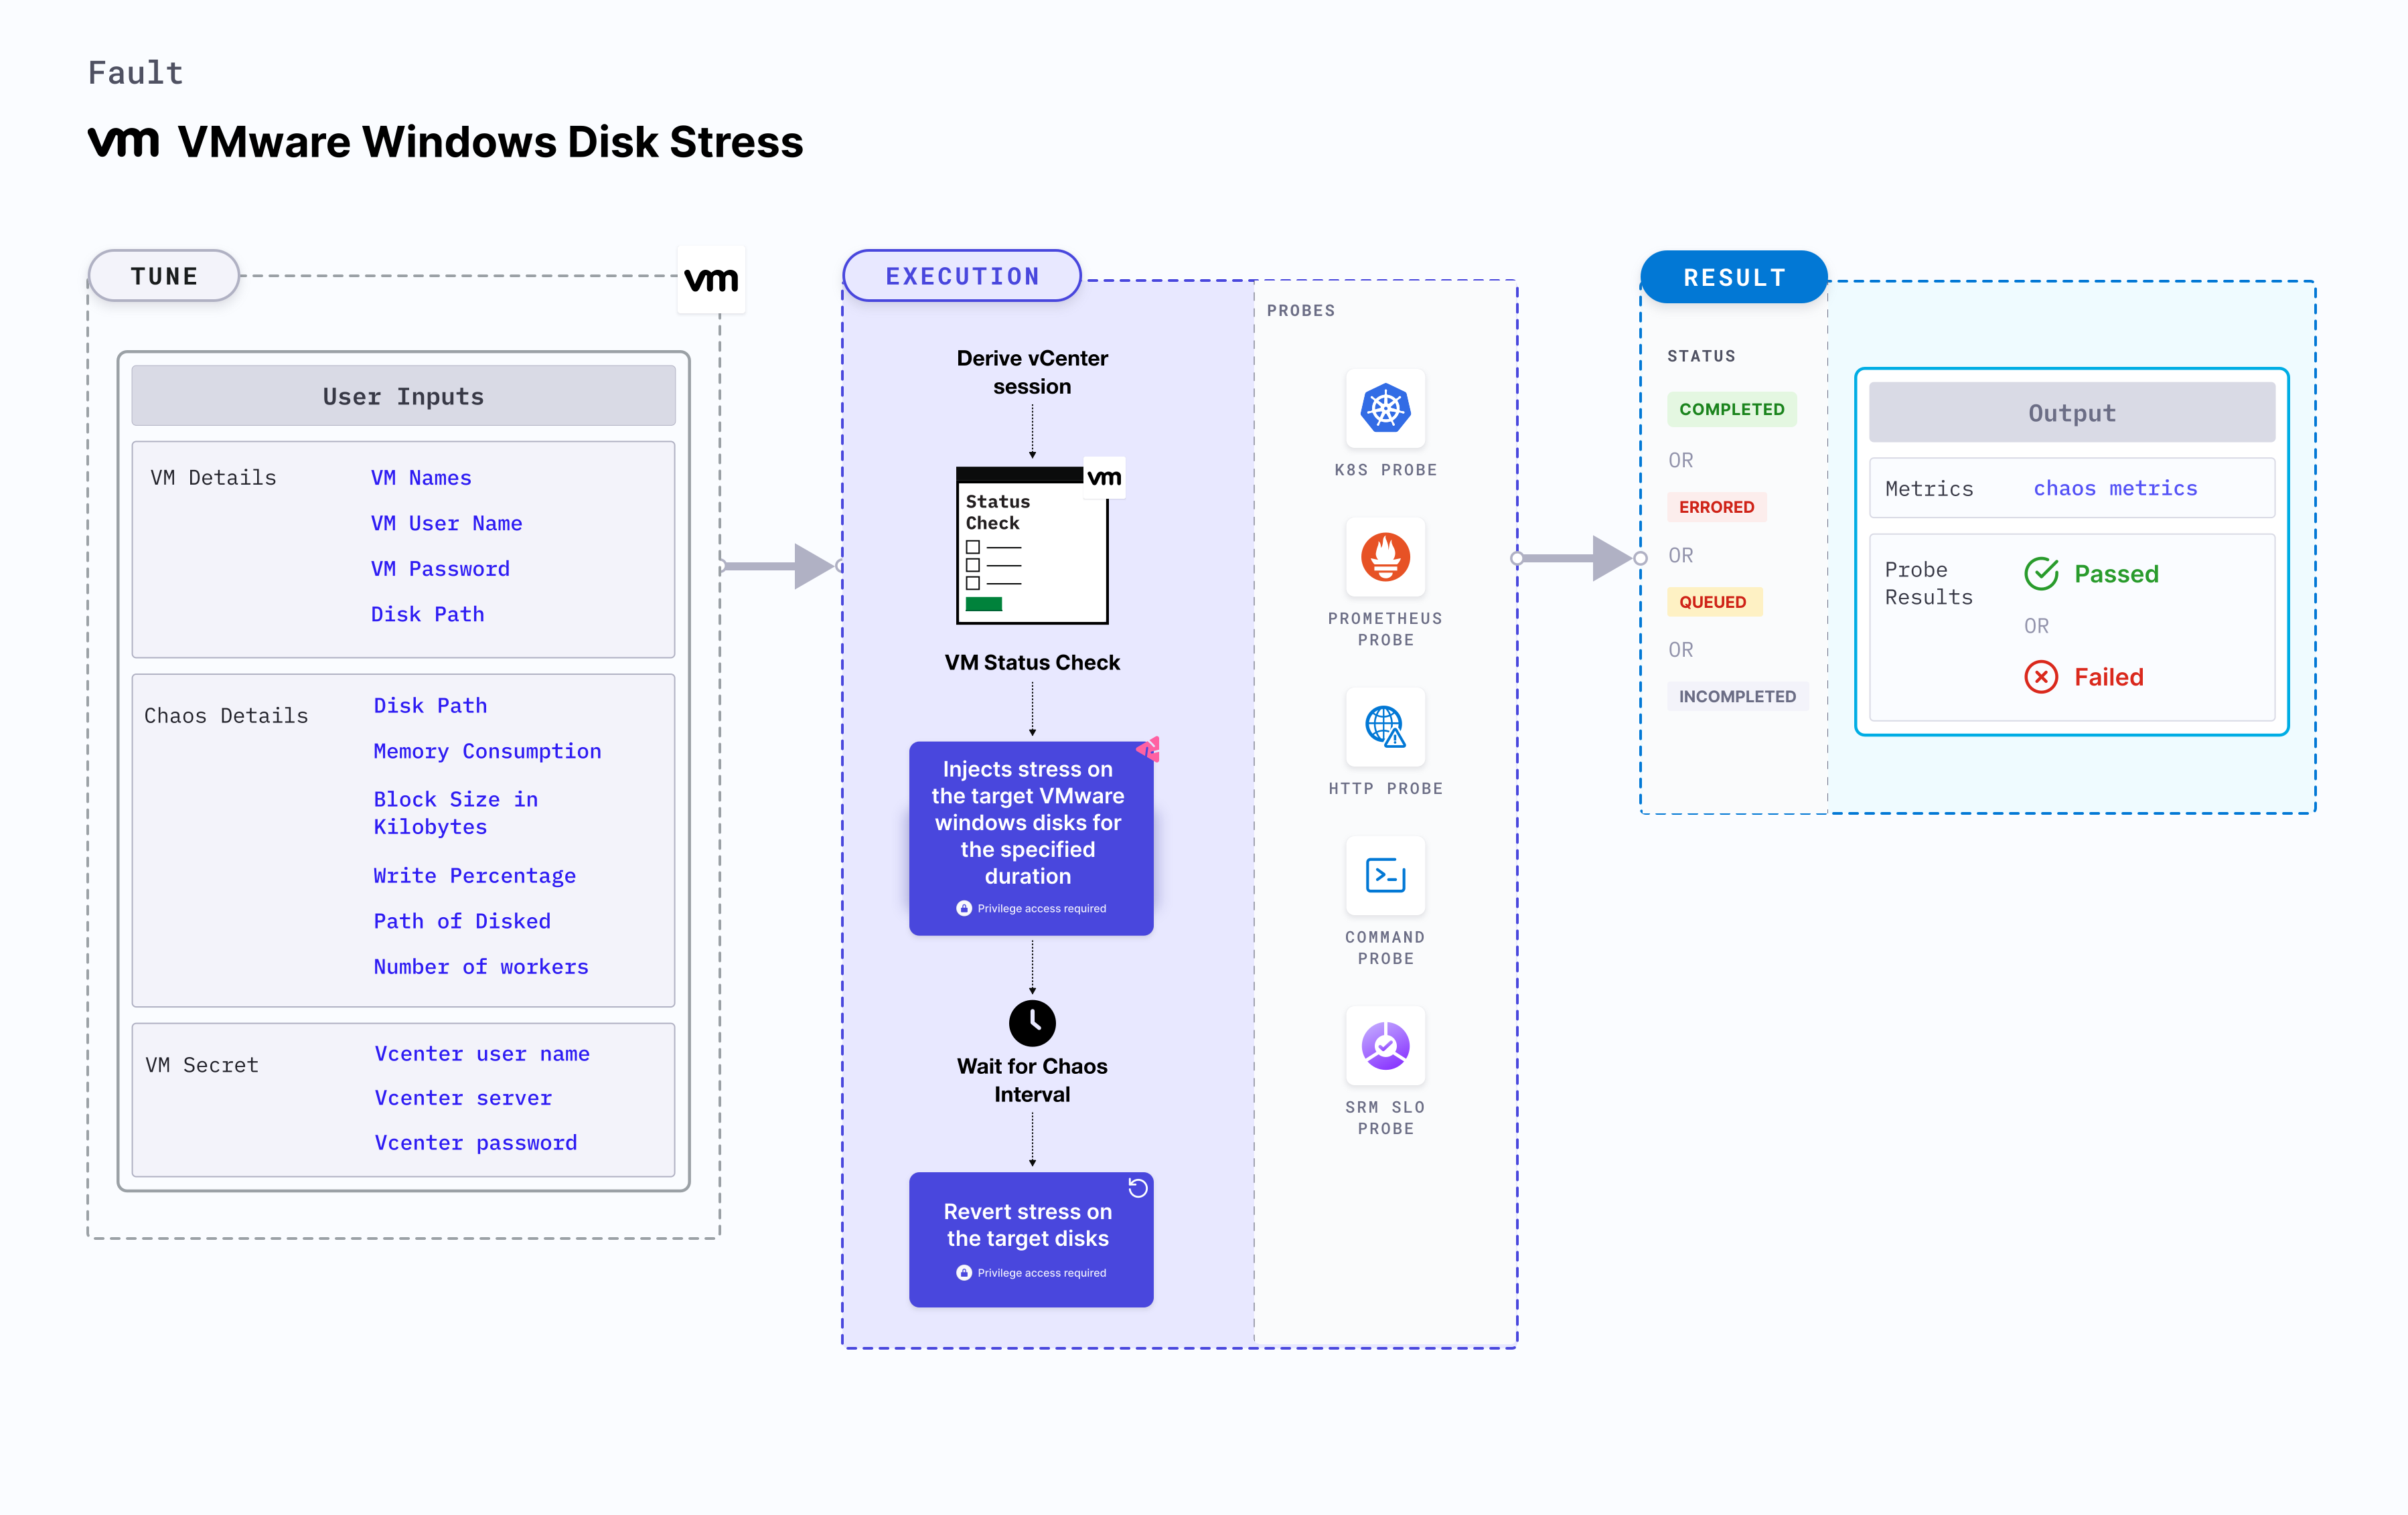 Fault
vm VMware Windows Disk Stress
TUNE
vm
User Inputs
VM Details
VM Names
VM User Name
VM Password
Disk Path
Chaos Details
Disk Path
Memory Consumption
Block Size in
Kilobytes
Write Percentage
Path of Disked
Number of workers
VM Secret
Vcenter user name
Vcenter server
Vcenter password
EXECUTION
Derive vCenter
session
vm
Status
Check
VM Status Check
Injects stress on
the target VMware
windows disks for
the specified
duration
Privilege access required
Wait for Chaos
Interval
Revert stress on
the target disks
Privilege access required
PROBES
K8S PROBE
PROMETHEUS
PROBE
HTTP PROBE
COMMAND
PROBE
SRM SLO
PROBE
RESULT
STATUS
COMPLETED
OR
ERRORED
OR
QUEUED
OR
INCOMPLETED
Output
Metrics
chaos metrics
Probe
Results
Passed
OR
Failed